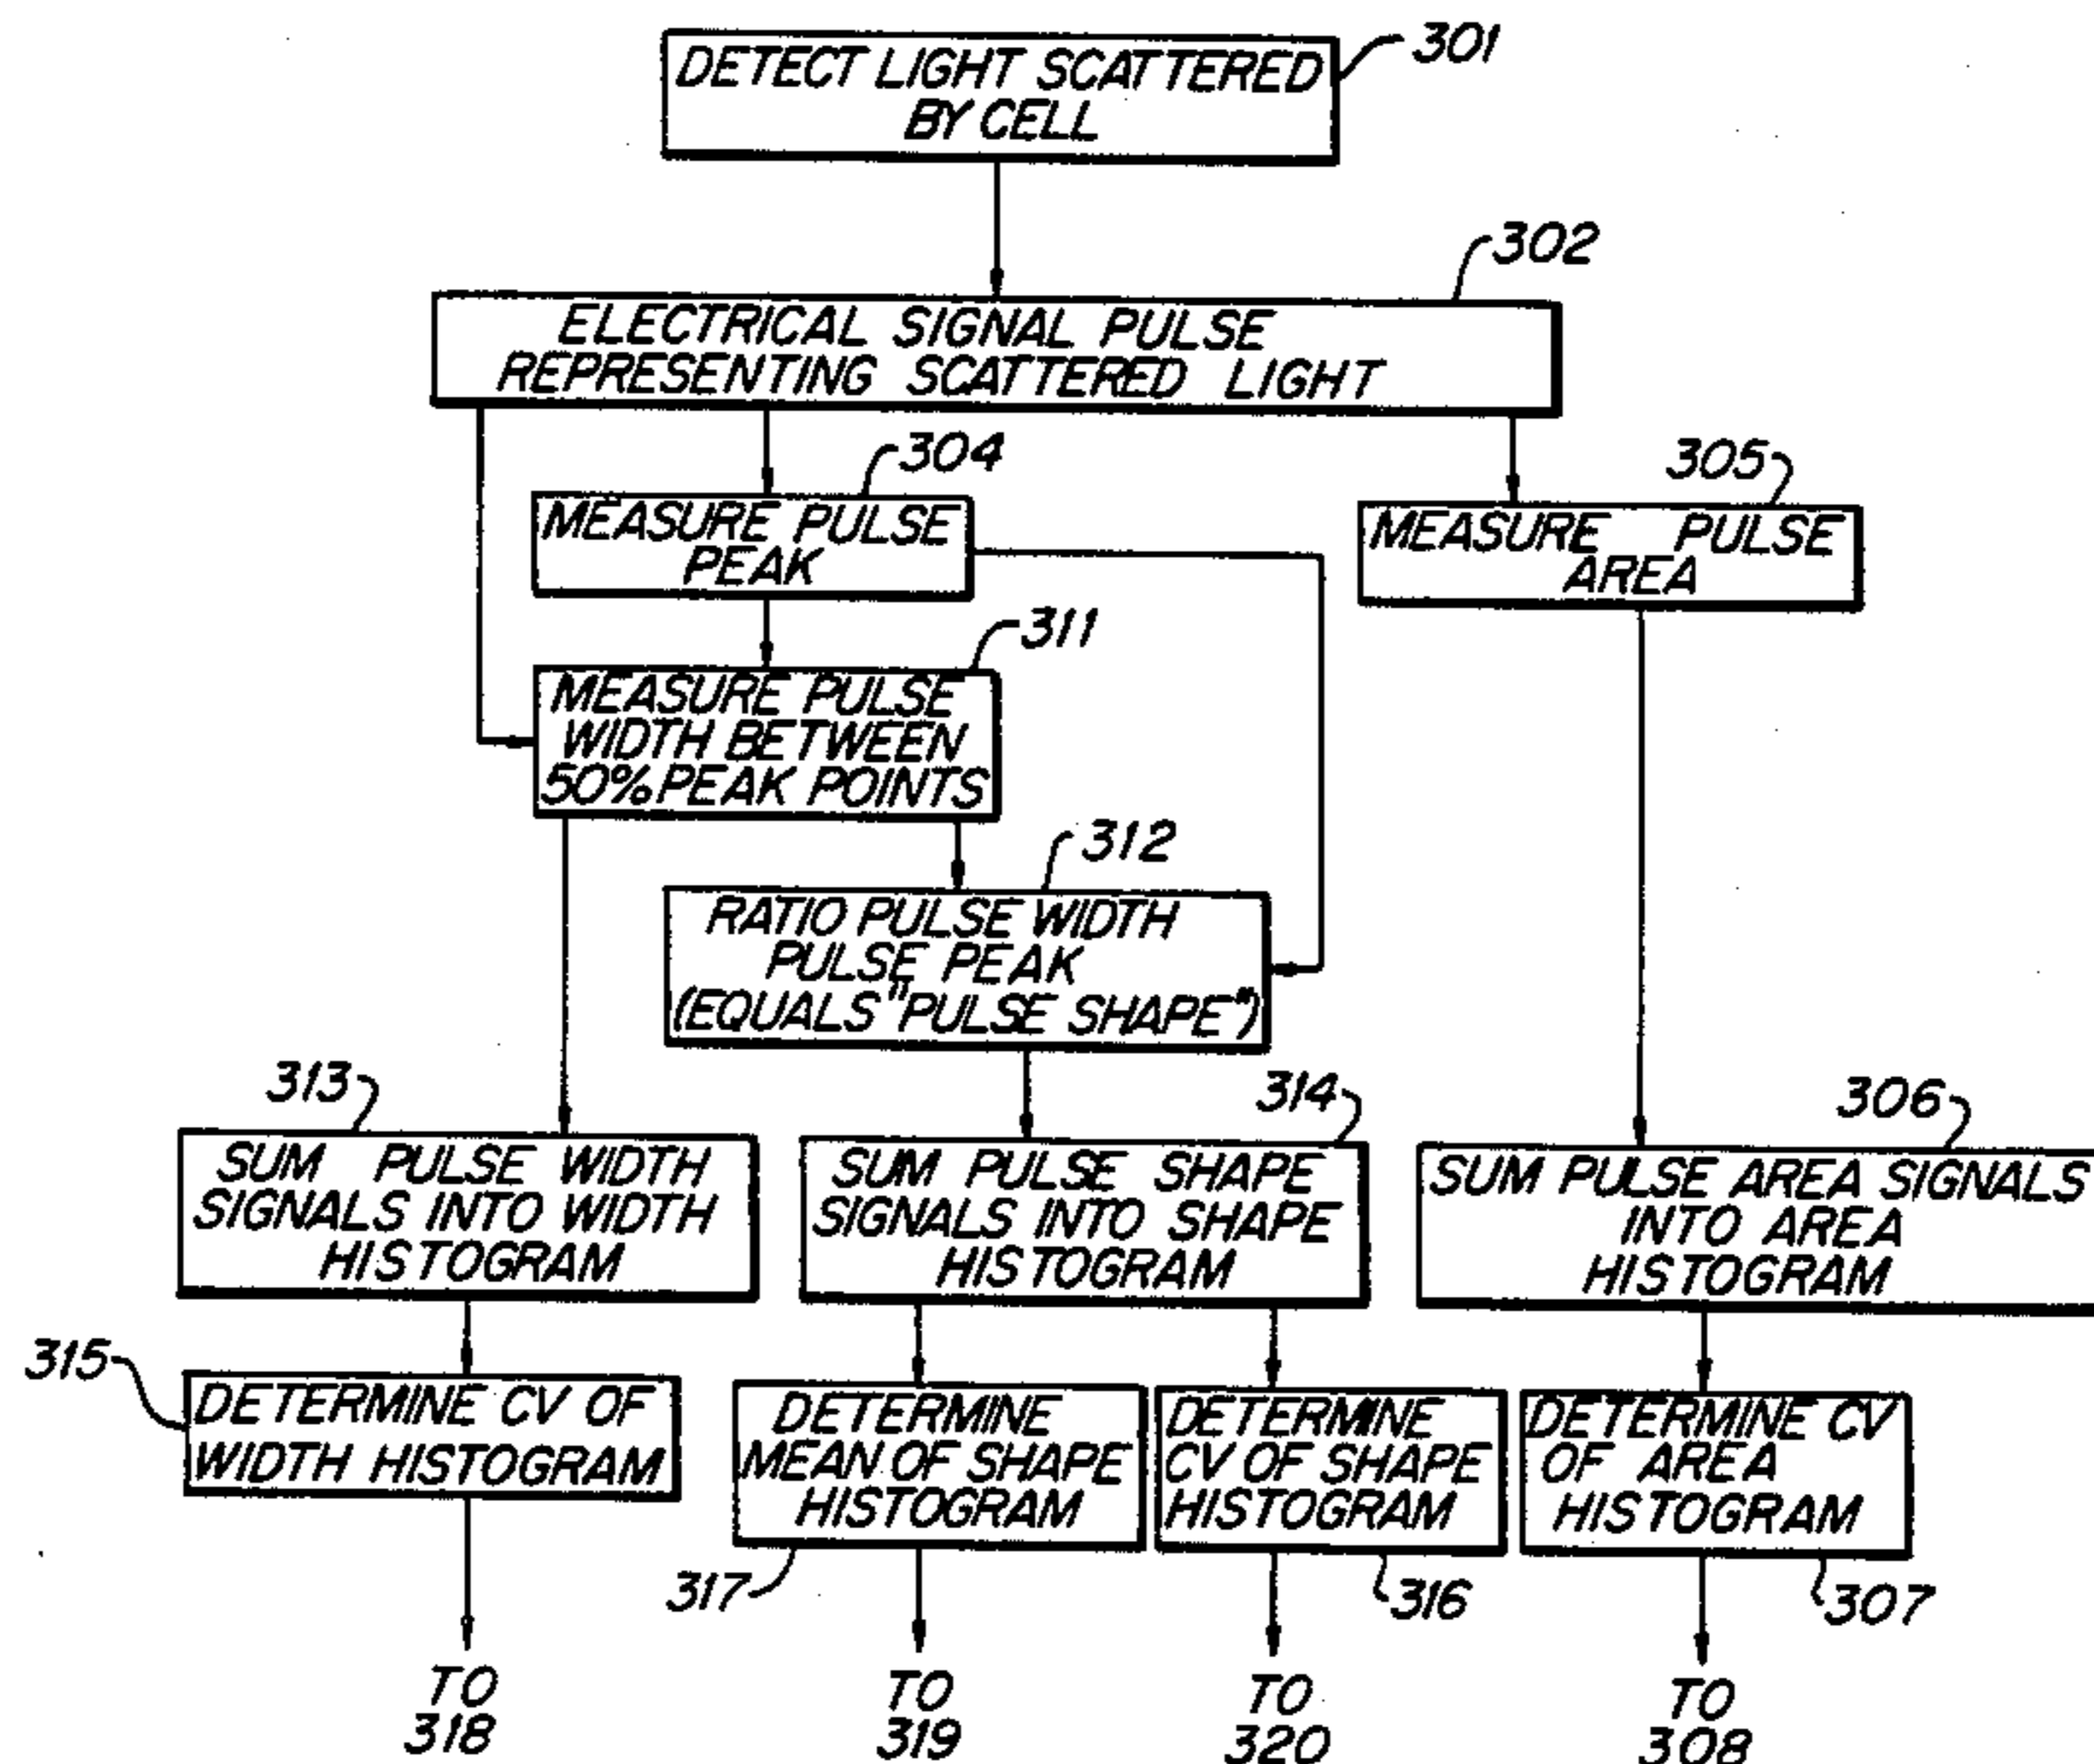 301
DETECT LIGHT SCATTERED
BY CELL
302
ELECTRICAL SIGNAL PULSE
REPRESENTING SCATTERED LIGHT
304
MEASURE PULSE
PEAK
305
MEASURE PULSE
AREA
311
MEASURE PULSE
WIDTH BETWEEN
50% PEAK POINTS
312
RATIO PULSE WIDTH
PULSE PEAK
(EQUALS "PULSE SHAPE")
313
SUM PULSE WIDTH
SIGNALS INTO WIDTH
HISTOGRAM
314
SUM PULSE SHAPE
SIGNALS INTO SHAPE
HISTOGRAM
306
SUM PULSE AREA SIGNALS
INTO AREA
HISTOGRAM
315
DETERMINE CV OF
WIDTH HISTOGRAM
DETERMINE
MEAN OF SHAPE
HISTOGRAM
317
DETERMINE
CV OF SHAPE
HISTOGRAM
316
DETERMINE CV
OF AREA
HISTOGRAM
307
TO
318
TO
319
TO
320
TO
308